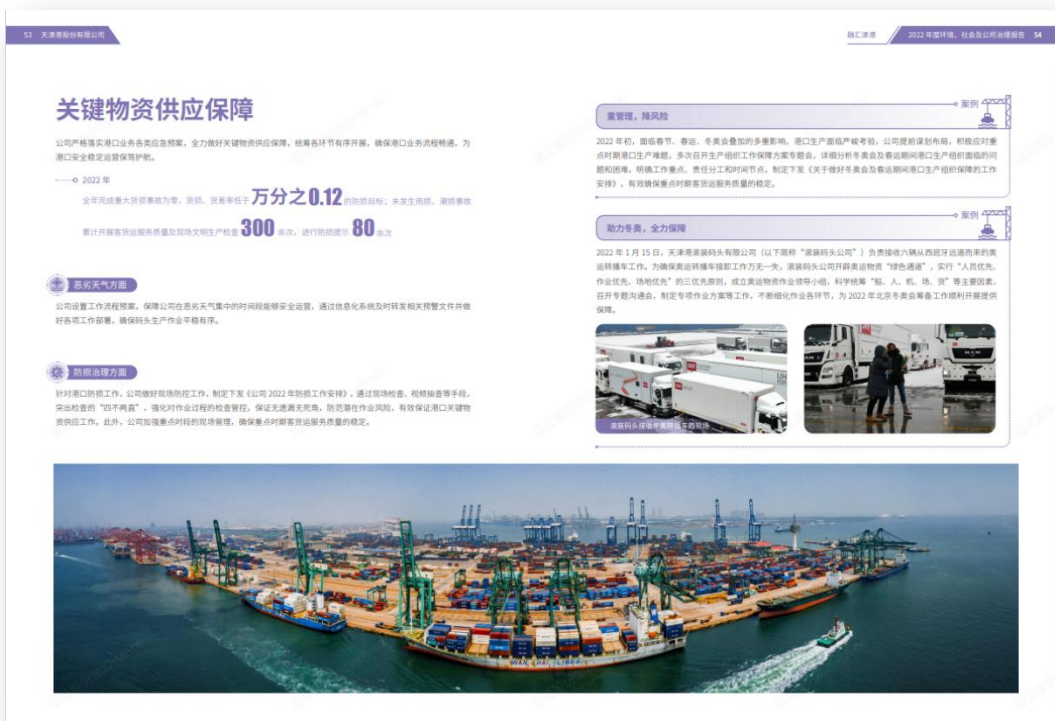 53 天津港股份有限公司
融汇津港
2022 年度环境、社会及公司治理报告 54
关键物资供应保障
公司严格落实港口业务各类应急预案，全力做好关键物资供应保障，统筹各环节有序开展，确保港口业务流程畅通，为
港口安全稳定运营保驾护航。
2022 年
全年完成重大货损事故为零，货损、货差率低于 万分之0.12 的防损目标；未发生雨损、潮损事故
累计开展客货运服务质量及现场文明生产检查 300 余次，进行防损提示 80 余次
恶劣天气方面
公司设置工作流程预案，保障公司在恶劣天气集中的时间段能够安全运营，通过信息化系统及时转发相关预警文件并做
好各项工作部署，确保码头生产作业平稳有序。
防损治理方面
针对港口防损工作，公司做好现场防控工作，制定下发《公司 2022 年防损工作安排》，通过现场检查、视频抽查等手段，
突出检查的“四不两直”，强化对作业过程的检查管控，保证无遗漏无死角，防范潜在作业风险，有效保证港口关键物
资供应工作。此外，公司加强重点时段的现场管理，确保重点时期客货运服务质量的稳定。
案例
重管理，降风险
2022 年初，面临春节、春运、冬奥会叠加的多重影响，港口生产面临严峻考验，公司提前谋划布局，积极应对重
点时期港口生产难题。多次召开生产组织工作保障方案专题会，详细分析冬奥会及春运期间港口生产组织面临的问
题和困难，明确工作重点、责任分工和时间节点，制定下发《关于做好冬奥会及春运期间港口生产组织保障的工作
安排》，有效确保重点时期客货运服务质量的稳定。
案例
助力冬奥，全力保障
2022 年 1 月 15 日，天津港滚装码头有限公司（以下简称“滚装码头公司”）负责接收六辆从西班牙远道而来的奥
运转播车工作。为确保奥运转播车接卸工作万无一失，滚装码头公司开辟奥运物资“绿色通道”，实行“人员优先、
作业优先、场地优先”的三优先原则，成立奥运物资作业领导小组，科学统筹“船、人、机、场、货”等主要因素，
召开专题沟通会，制定专项作业方案等工作，不断细化作业各环节，为 2022 年北京冬奥会筹备工作顺利开展提供
保障。
滚装码头接收冬奥转播车的现场
WAN HAI LINES